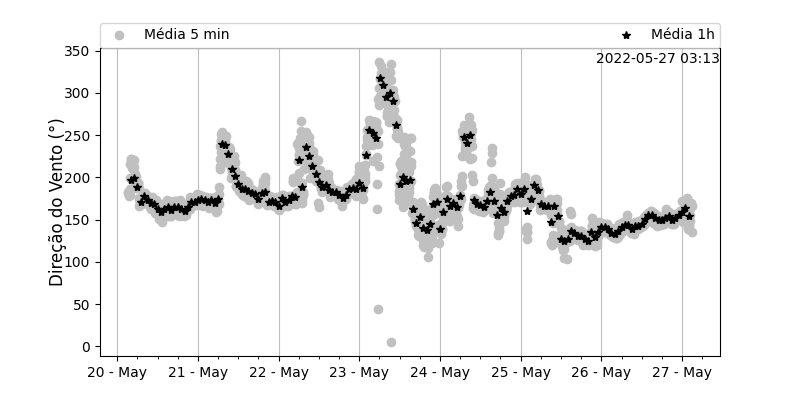 Média 5 min
Média 1h
2022-05-27 03:13
Direção do Vento (°)
350
300
250
200
150
100
50
0
20 - May
21 - May
22 - May
23 - May
24 - May
25 - May
26 - May
27 - May